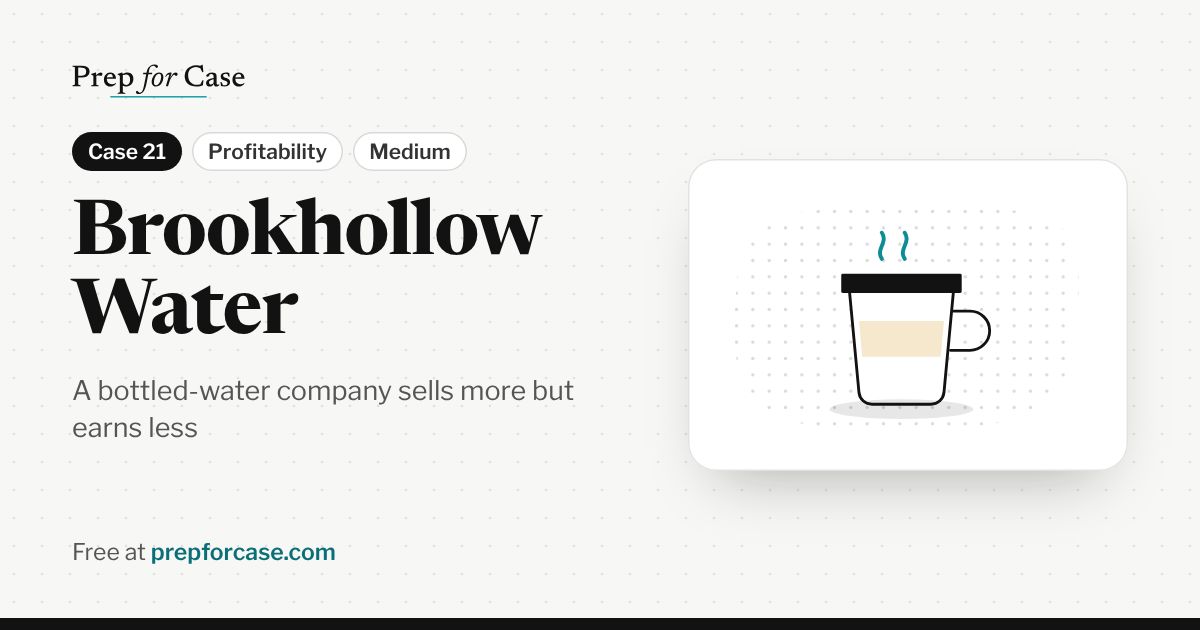 Prep for Case
Case 21
Profitability
Medium
Brookhollow
Water
A bottled-water company sells more but
earns less
Free at prepforcase.com